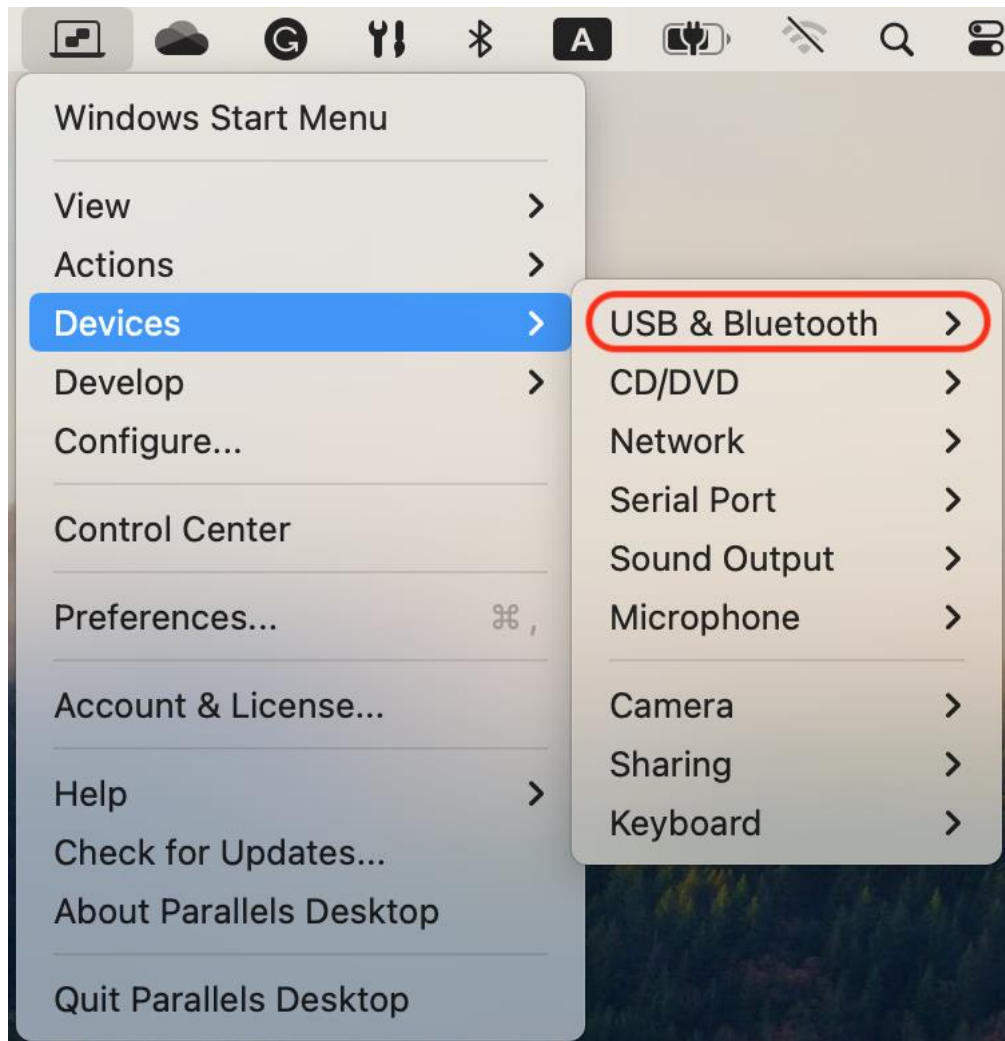 G
A
Windows Start Menu
View
Actions
Devices
Develop
Configure...
Control Center
Preferences... ⌘ ,
Account & License...
Help
Check for Updates...
About Parallels Desktop
Quit Parallels Desktop
USB & Bluetooth
CD/DVD
Network
Serial Port
Sound Output
Microphone
Camera
Sharing
Keyboard